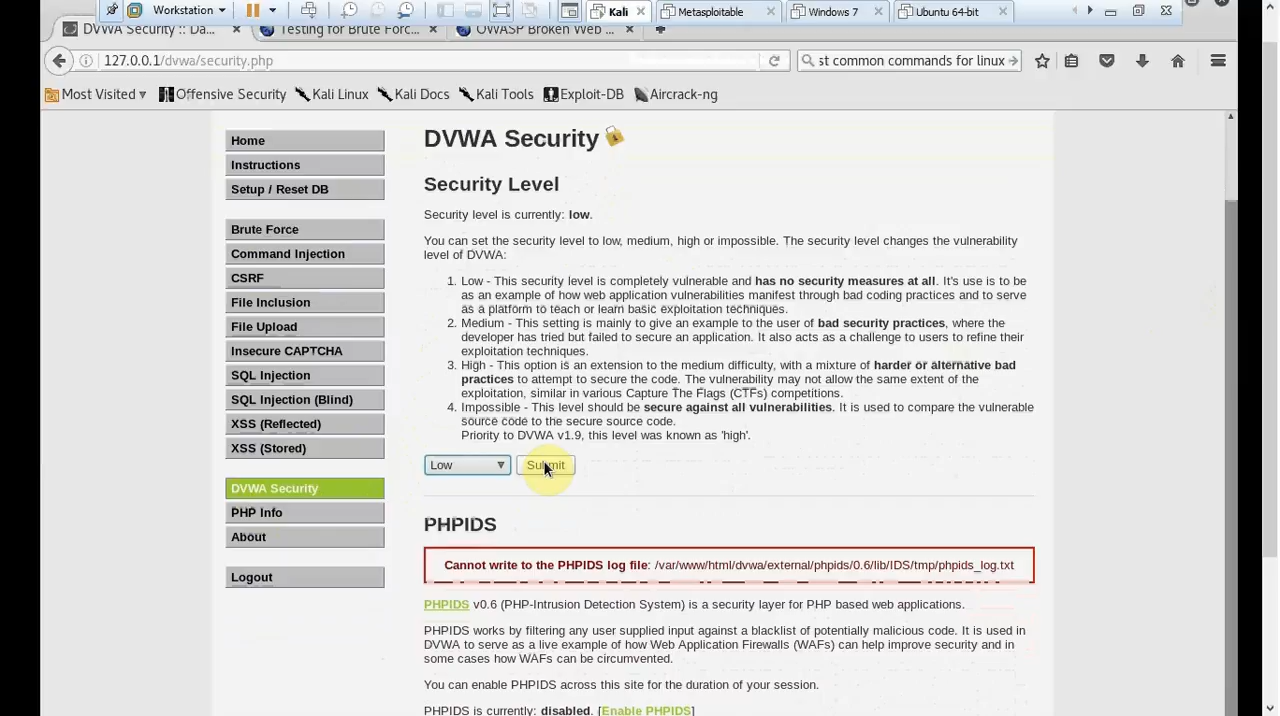 Workstation
Kali
Metasploitable
Windows 7
Ubuntu 64-bit
DVWA Security :: Da...
Testing for Brute Forc...
OWASP Broken Web ...
127.0.0.1/dvwa/security.php
st common commands for linux
Most Visited
Offensive Security
Kali Linux
Kali Docs
Kali Tools
Exploit-DB
Aircrack-ng
Home
Instructions
Setup / Reset DB
Brute Force
Command Injection
CSRF
File Inclusion
File Upload
Insecure CAPTCHA
SQL Injection
SQL Injection (Blind)
XSS (Reflected)
XSS (Stored)
DVWA Security
PHP Info
About
Logout
DVWA Security
Security Level
Security level is currently: low.
You can set the security level to low, medium, high or impossible. The security level changes the vulnerability
level of DVWA:
1. Low - This security level is completely vulnerable and has no security measures at all. It's use is to be
as an example of how web application vulnerabilities manifest through bad coding practices and to serve
as a platform to teach or learn basic exploitation techniques.
2. Medium - This setting is mainly to give an example to the user of bad security practices, where the
developer has tried but failed to secure an application. It also acts as a challenge to users to refine their
exploitation techniques.
3. High - This option is an extension to the medium difficulty, with a mixture of harder or alternative bad
practices to attempt to secure the code. The vulnerability may not allow the same extent of the
exploitation, similar in various Capture The Flags (CTFs) competitions.
4. Impossible - This level should be secure against all vulnerabilities. It is used to compare the vulnerable
source code to the secure source code.
Priority to DVWA v1.9, this level was known as 'high'.
Low
Submit
PHPIDS
Cannot write to the PHPIDS log file: /var/www/html/dvwa/external/phpids/0.6/lib/IDS/tmp/phpids_log.txt
PHPIDS v0.6 (PHP-Intrusion Detection System) is a security layer for PHP based web applications.
PHPIDS works by filtering any user supplied input against a blacklist of potentially malicious code. It is used in
DVWA to serve as a live example of how Web Application Firewalls (WAFs) can help improve security and in
some cases how WAFs can be circumvented.
You can enable PHPIDS across this site for the duration of your session.
PHPIDS is currently: disabled. [Enable PHPIDS]